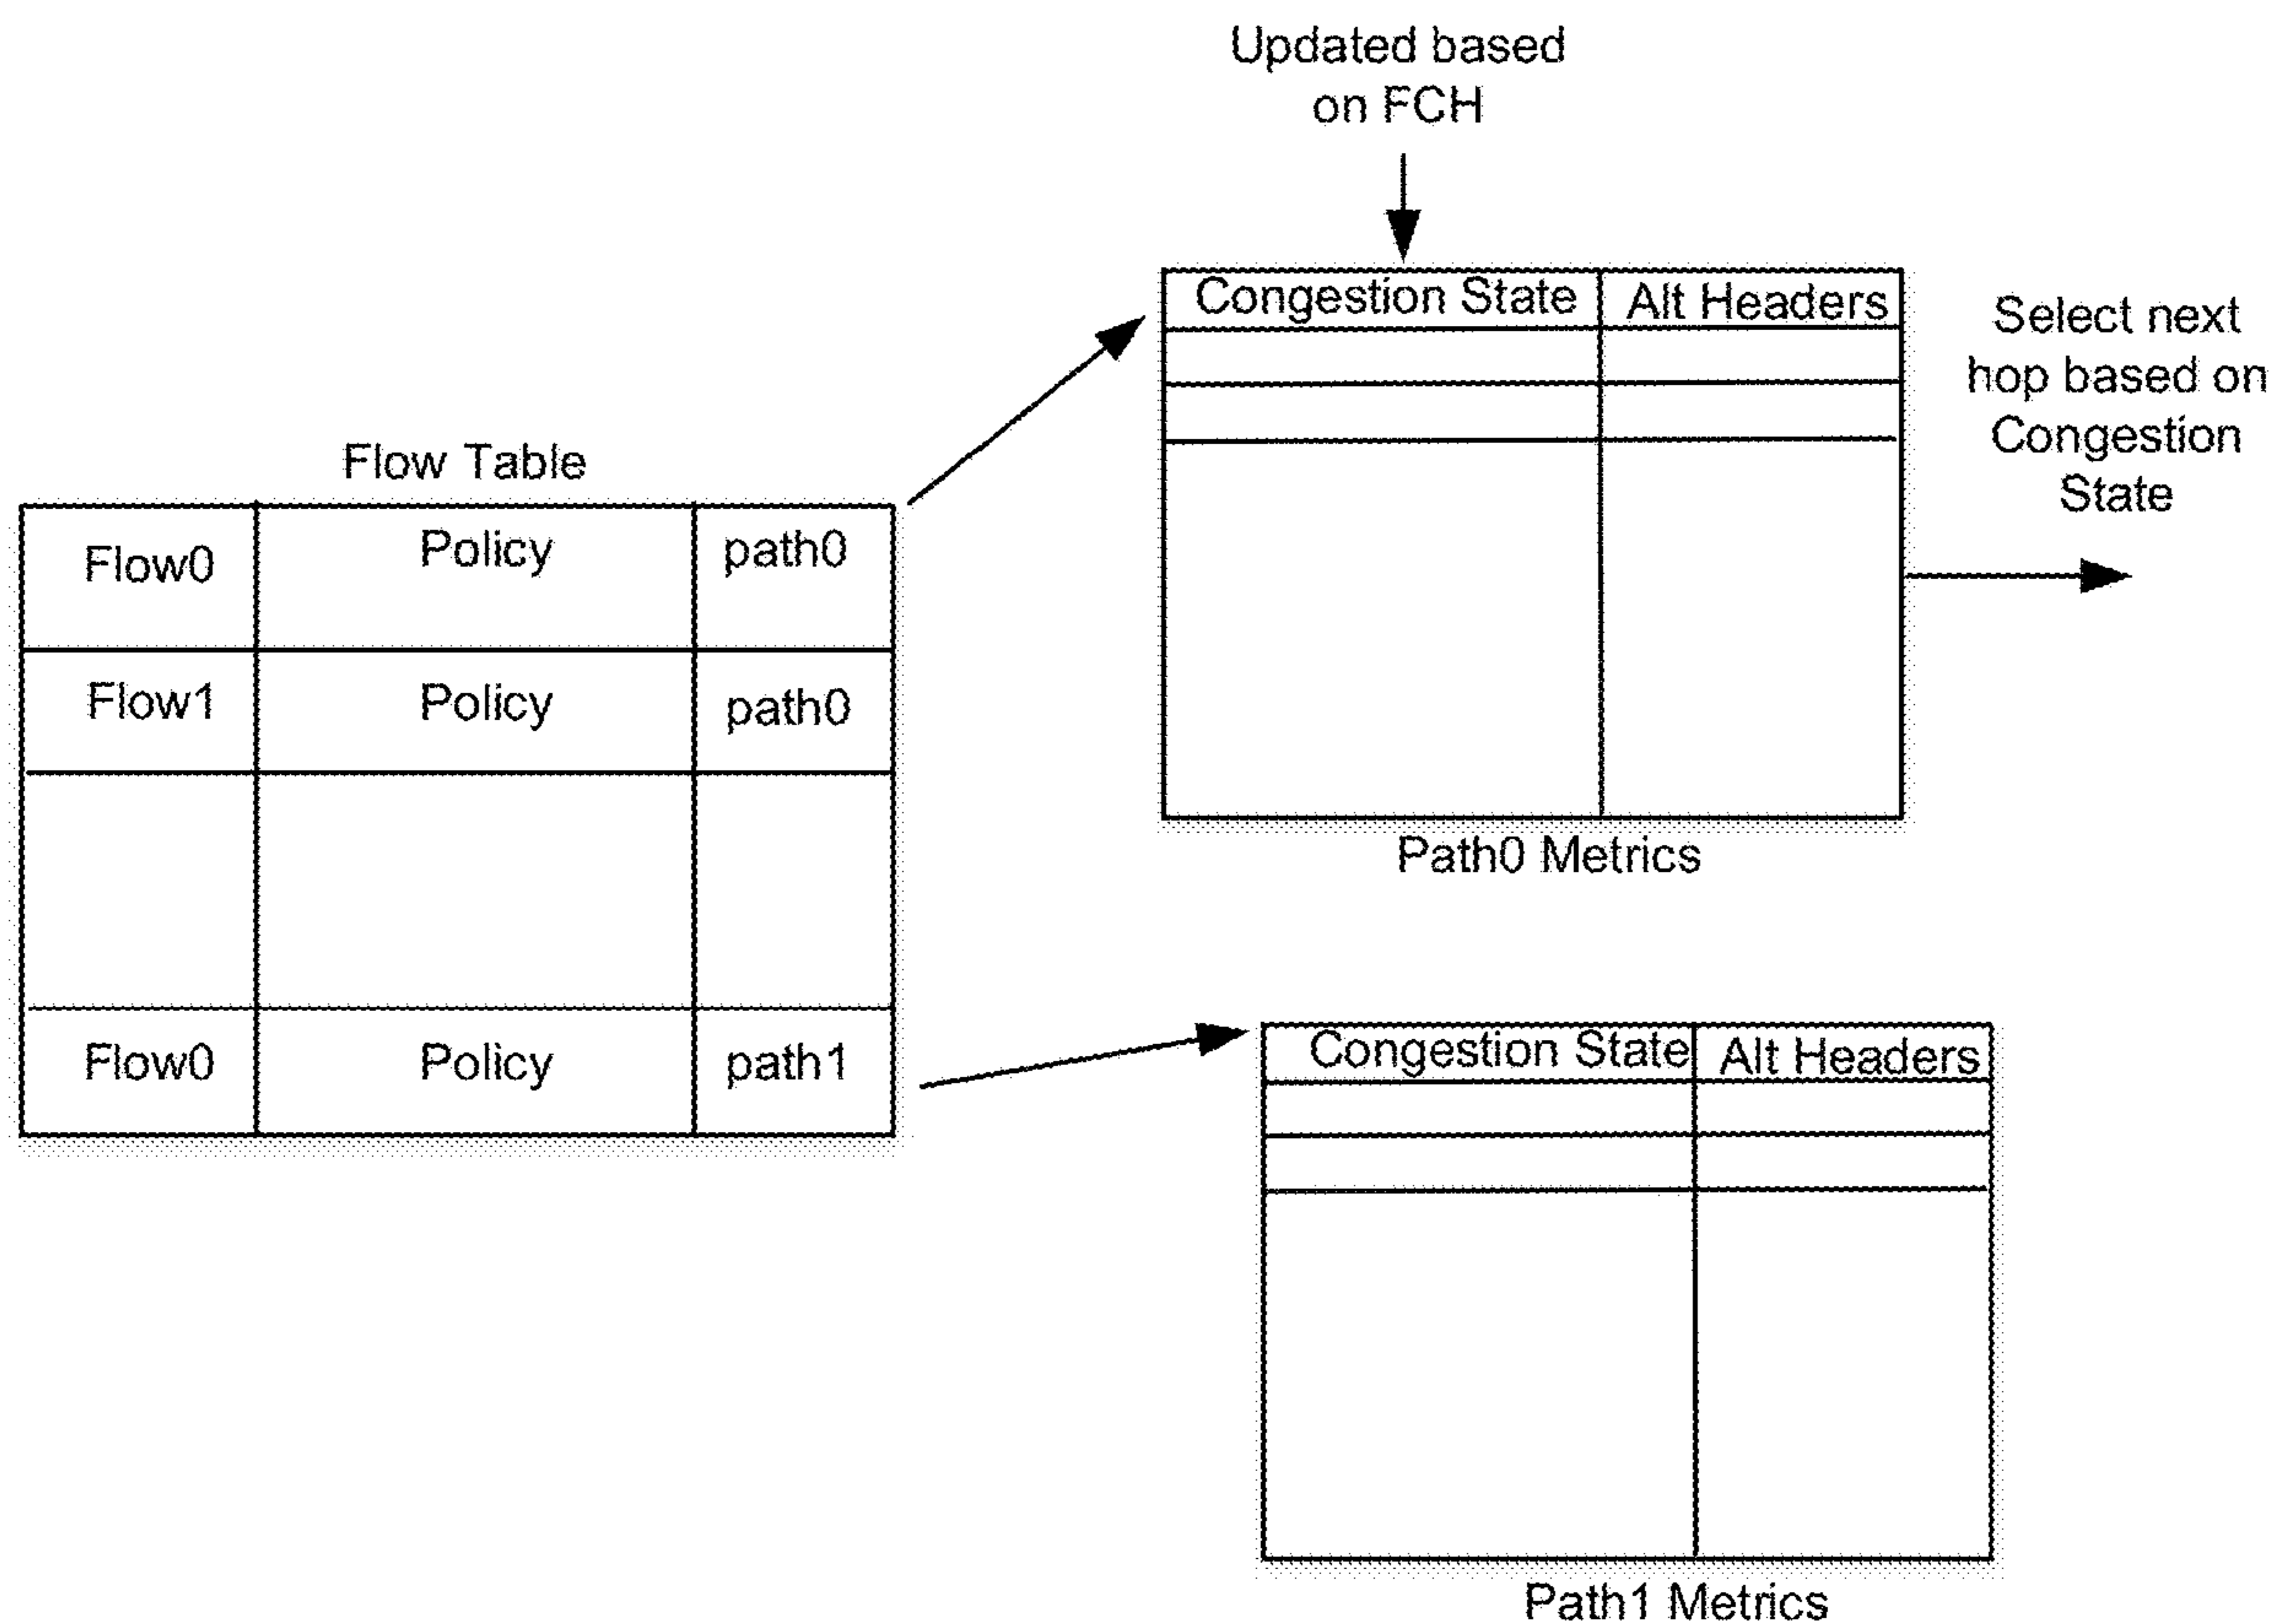 Updated based
on FCH
Congestion State Alt Headers
Select next
hop based on
Congestion
State
Path0 Metrics
Flow Table
Flow0 Policy path0
Flow1 Policy path0
Flow0 Policy path1
Congestion State Alt Headers
Path1 Metrics